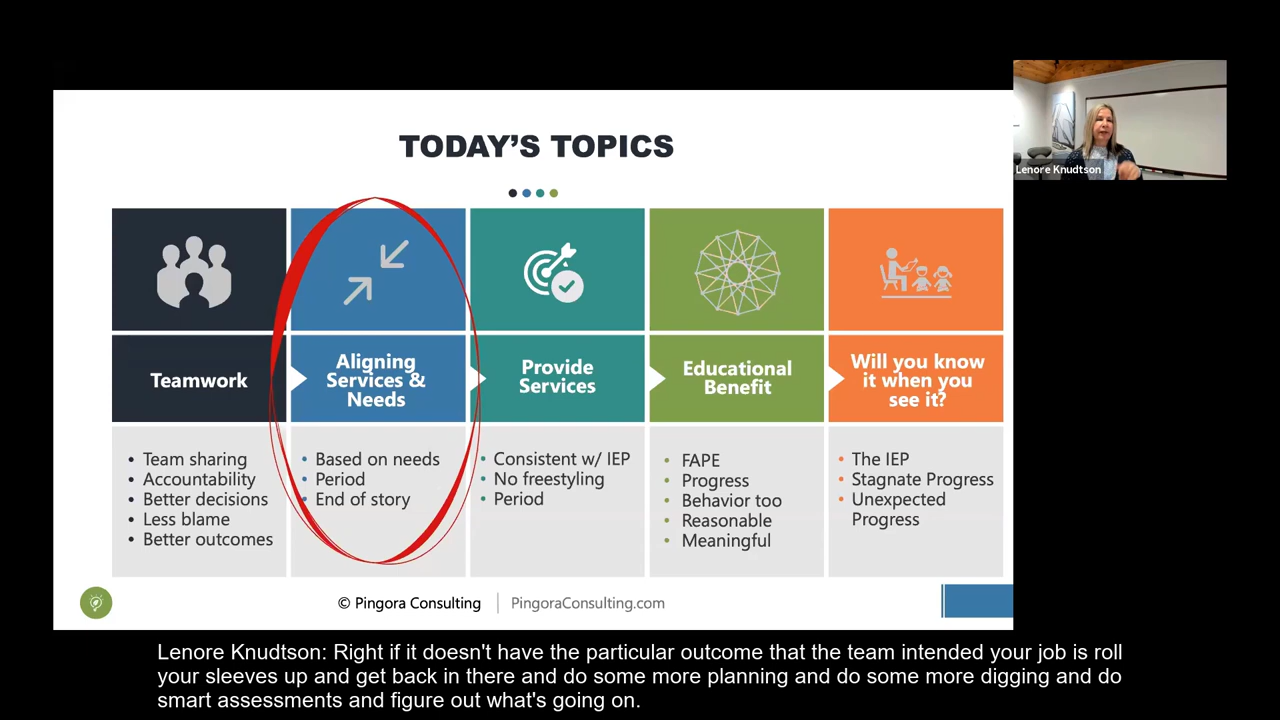 TODAY'S TOPICS
Teamwork
Aligning
Services &
Needs
Provide
Services
Educational
Benefit
Will you know
it when you
see it?
• Team sharing
• Accountability
• Better decisions
• Less blame
• Better outcomes
• Based on needs
• Period
• End of story
• Consistent w/ IEP
• No freestyling
• Period
• FAPE
• Progress
• Behavior too
• Reasonable
• Meaningful
• The IEP
• Stagnate Progress
• Unexpected
Progress
© Pingora Consulting | PingoraConsulting.com
Lenore Knudtson
Lenore Knudtson: Right if it doesn't have the particular outcome that the team intended your job is roll
your sleeves up and get back in there and do some more planning and do some more digging and do
smart assessments and figure out what's going on.